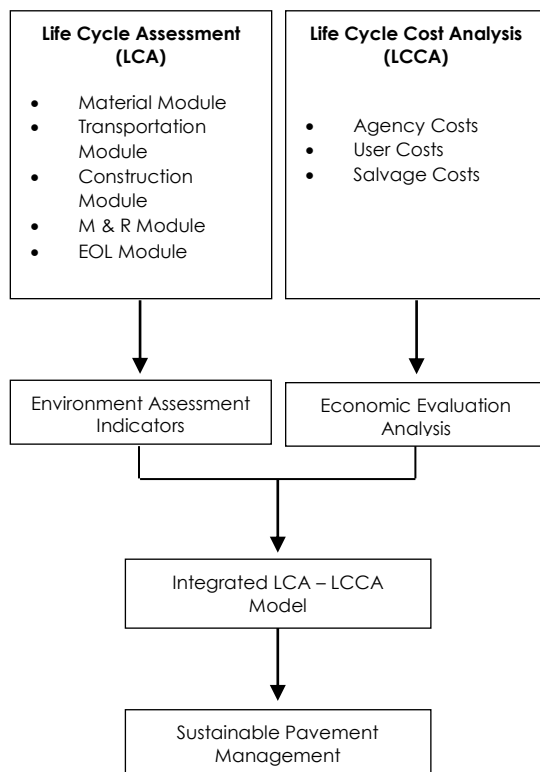 Life Cycle Assessment
(LCA)
• Material Module
• Transportation
Module
• Construction
Module
• M & R Module
• EOL Module
Life Cycle Cost Analysis
(LCCA)
• Agency Costs
• User Costs
• Salvage Costs
Environment Assessment
Indicators
Economic Evaluation
Analysis
Integrated LCA – LCCA
Model
Sustainable Pavement
Management